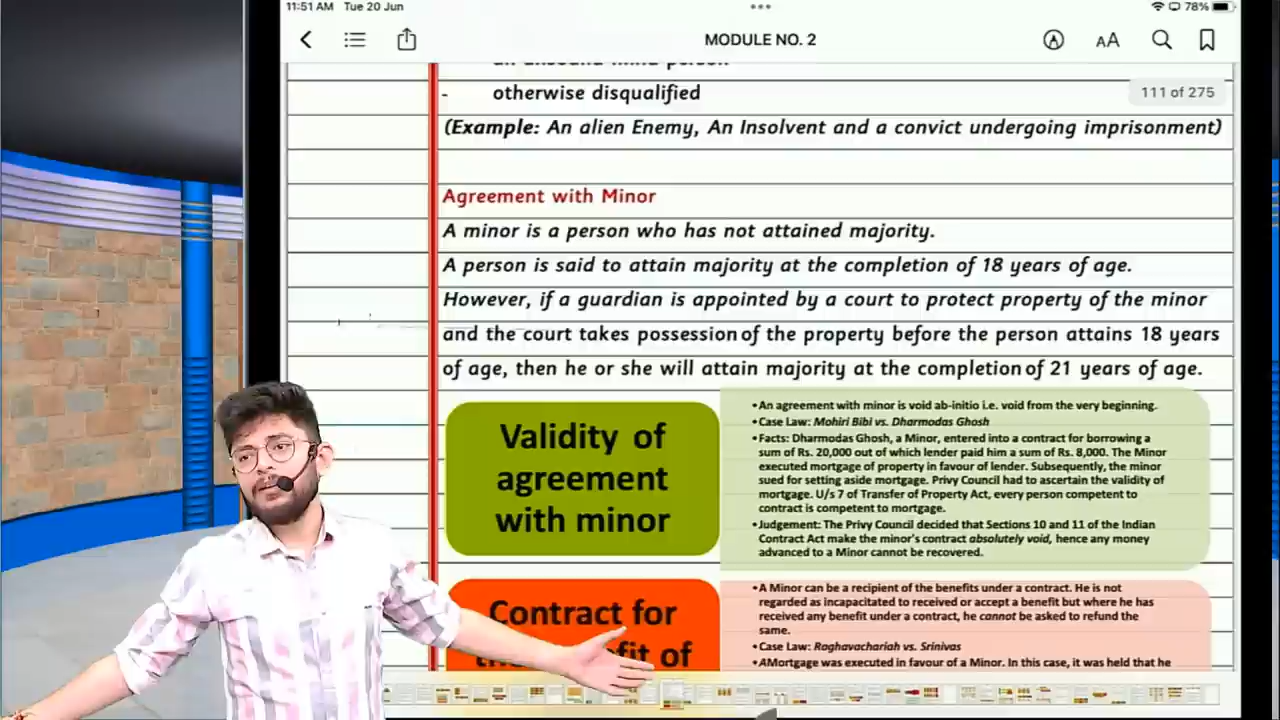 11:51 AM Tue 20 Jun
78%
MODULE NO. 2
AA
111 of 275
an unsound mind person
- otherwise disqualified
(Example: An alien Enemy, An Insolvent and a convict undergoing imprisonment)
Agreement with Minor
A minor is a person who has not attained majority.
A person is said to attain majority at the completion of 18 years of age.
However, if a guardian is appointed by a court to protect property of the minor
and the court takes possession of the property before the person attains 18 years
of age, then he or she will attain majority at the completion of 21 years of age.
Validity of
agreement
with minor
•An agreement with minor is void ab-initio i.e. void from the very beginning.
•Case Law: Mohiri Bibi vs. Dharmodas Ghosh
•Facts: Dharmodas Ghosh, a Minor, entered into a contract for borrowing a
sum of Rs. 20,000 out of which lender paid him a sum of Rs. 8,000. The Minor
executed mortgage of property in favour of lender. Subsequently, the minor
sued for setting aside mortgage. Privy Council had to ascertain the validity of
mortgage. U/s 7 of Transfer of Property Act, every person competent to
contract is competent to mortgage.
•Judgement: The Privy Council decided that Sections 10 and 11 of the Indian
Contract Act make the minor's contract absolutely void, hence any money
advanced to a Minor cannot be recovered.
Contract for
of
•A Minor can be a recipient of the benefits under a contract. He is not
regarded as incapacitated to received or accept a benefit but where he has
received any benefit under a contract, he cannot be asked to refund the
same.
•Case Law: Raghavachariah vs. Srinivas
•AMortgage was executed in favour of a Minor. In this case, it was held that he